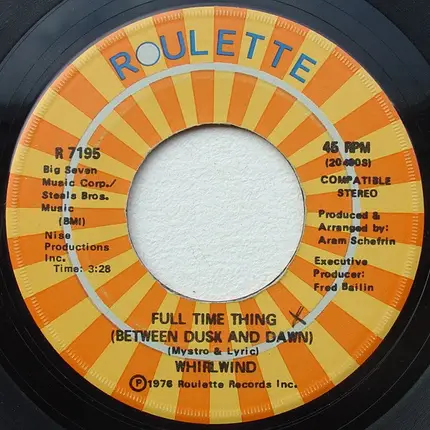 ROULETTE
R 7195
Big Seven
Music Corp./
Steals Bros.
Music
(BMI)
Nise
Productions
Inc.
Time: 3:28
45 RPM
(20490S)
COMPATIBLE
STEREO
Produced &
Arranged by:
Aram Schefrin
Executive
Producer:
Fred Bailin
FULL TIME THING
(BETWEEN DUSK AND DAWN)
(Mystro & Lyric)
WHIRLWIND
Ⓟ1976 Roulette Records Inc.